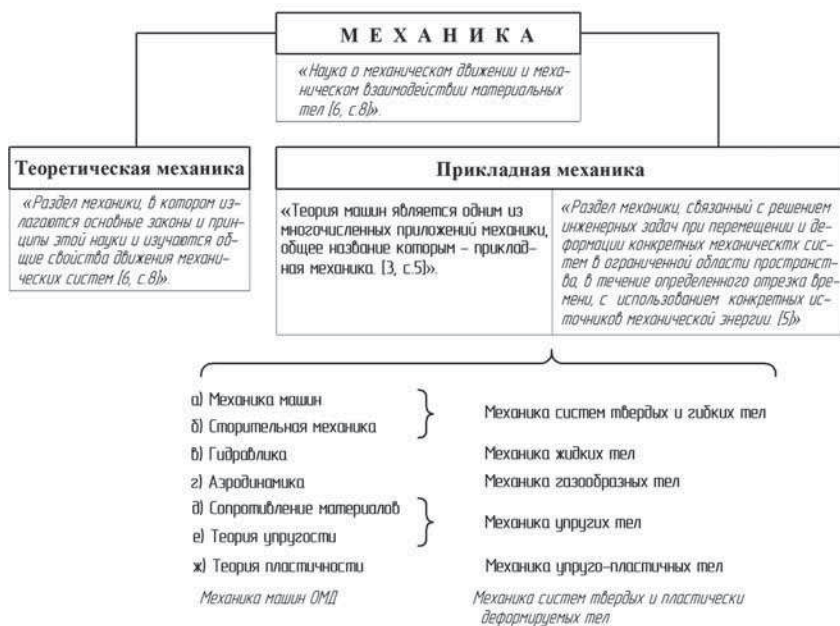 МЕХАНИКА
«Наука о механическом движении и меха-
ническом взаимодействии материальных
тел [6, с.8]».
Теоретическая механика
«Раздел механики, в котором из-
лагаются основные законы и прин-
ципы этой науки и изучаются об-
щие свойства движения механи-
ческих систем [6, с.8]».
Прикладная механика
«Теория машин является одним из
многочисленных приложений механики,
общее название которым – приклад-
ная механика. [3, с.5]».
«Раздел механики, связанный с решением
инженерных задач при перемещении и де-
формации конкретных механическтх сис-
тем в ограниченной области пространст-
ва, в течение определенного отрезка вре-
мени, с использованием конкретных ис-
точников механической энергии. [5]»
а) Механика машин
б) Сторительная механика
Механика систем твердых и гибких тел
в) Гидравлика
Механика жидких тел
г) Аэродинамика
Механика газообразных тел
д) Сопротивление материалов
е) Теория упругости
Механика упругих тел
ж) Теория пластичности
Механика упруго-пластичных тел
Механика машин ОМД
Механика систем твердых и пластически
деформируемых тел